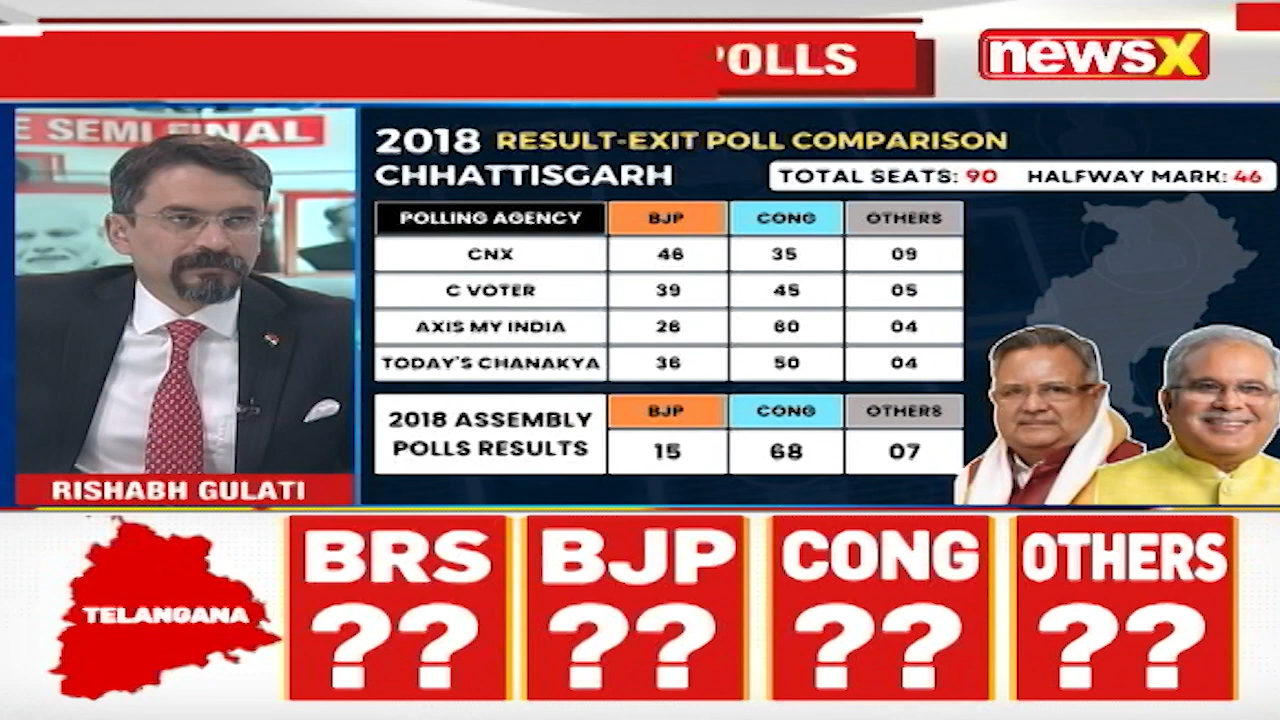 POLLS
newsX
E SEMI FINAL
2018 RESULT-EXIT POLL COMPARISON
CHHATTISGARH
TOTAL SEATS: 90 HALFWAY MARK: 46
POLLING AGENCY BJP CONG OTHERS
CNX 46 35 09
C VOTER 39 45 05
AXIS MY INDIA 26 60 04
TODAY'S CHANAKYA 36 50 04
2018 ASSEMBLY POLLS RESULTS
BJP CONG OTHERS
15 68 07
RISHABH GULATI
TELANGANA
BRS BJP CONG OTHERS
?? ?? ?? ??